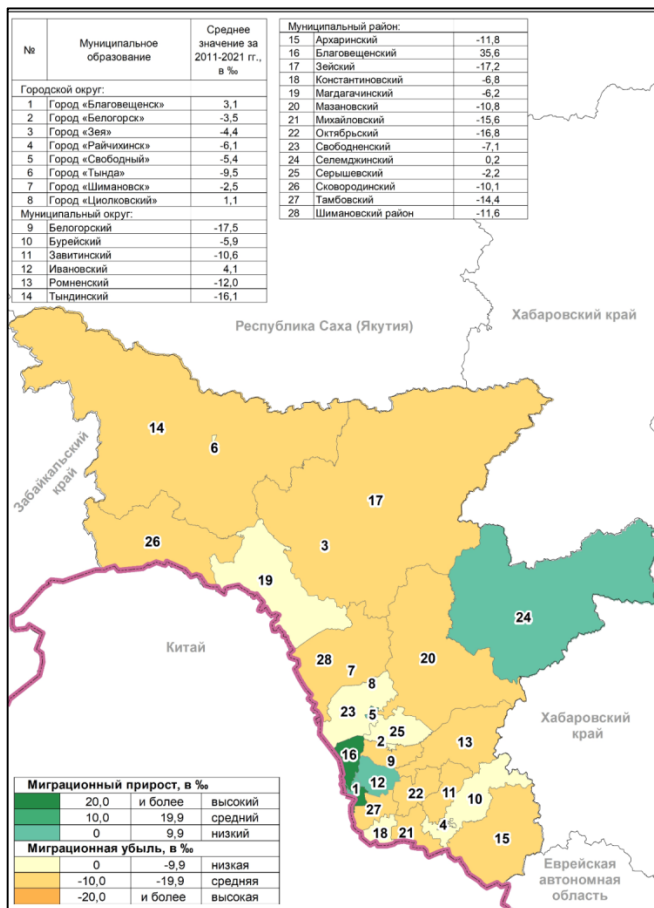 № Муниципальное образование Среднее значение за 2011-2021 гг., в ‰
Городской округ:
1 Город «Благовещенск» 3,1
2 Город «Белогорск» -3,5
3 Город «Зея» -4,4
4 Город «Райчихинск» -6,1
5 Город «Свободный» -5,4
6 Город «Тында» -9,5
7 Город «Шимановск» -2,5
8 Город «Циолковский» 1,1
Муниципальный округ:
9 Белогорский -17,5
10 Бурейский -5,9
11 Завитинский -10,6
12 Ивановский 4,1
13 Ромненский -12,0
14 Тындинский -16,1
Муниципальный район:
15 Архаринский -11,8
16 Благовещенский 35,6
17 Зейский -17,2
18 Константиновский -6,8
19 Магдагачинский -6,2
20 Мазановский -10,8
21 Михайловский -15,6
22 Октябрьский -16,8
23 Свободненский -7,1
24 Селемджинский 0,2
25 Серышевский -2,2
26 Сковородинский -10,1
27 Тамбовский -14,4
28 Шимановский район -11,6
Республика Саха (Якутия)
Хабаровский край
Забайкальский край
14
6
17
26
3
19
24
Китай
28
7
20
8
23
5
25
Хабаровский край
2
13
16
9
12
1
22
11
10
27
4
18
21
15
Еврейская автономная область
Миграционный прирост, в ‰
20,0 и более высокий
10,0 19,9 средний
0 9,9 низкий
Миграционная убыль, в ‰
0 -9,9 низкая
-10,0 -19,9 средняя
-20,0 и более высокая